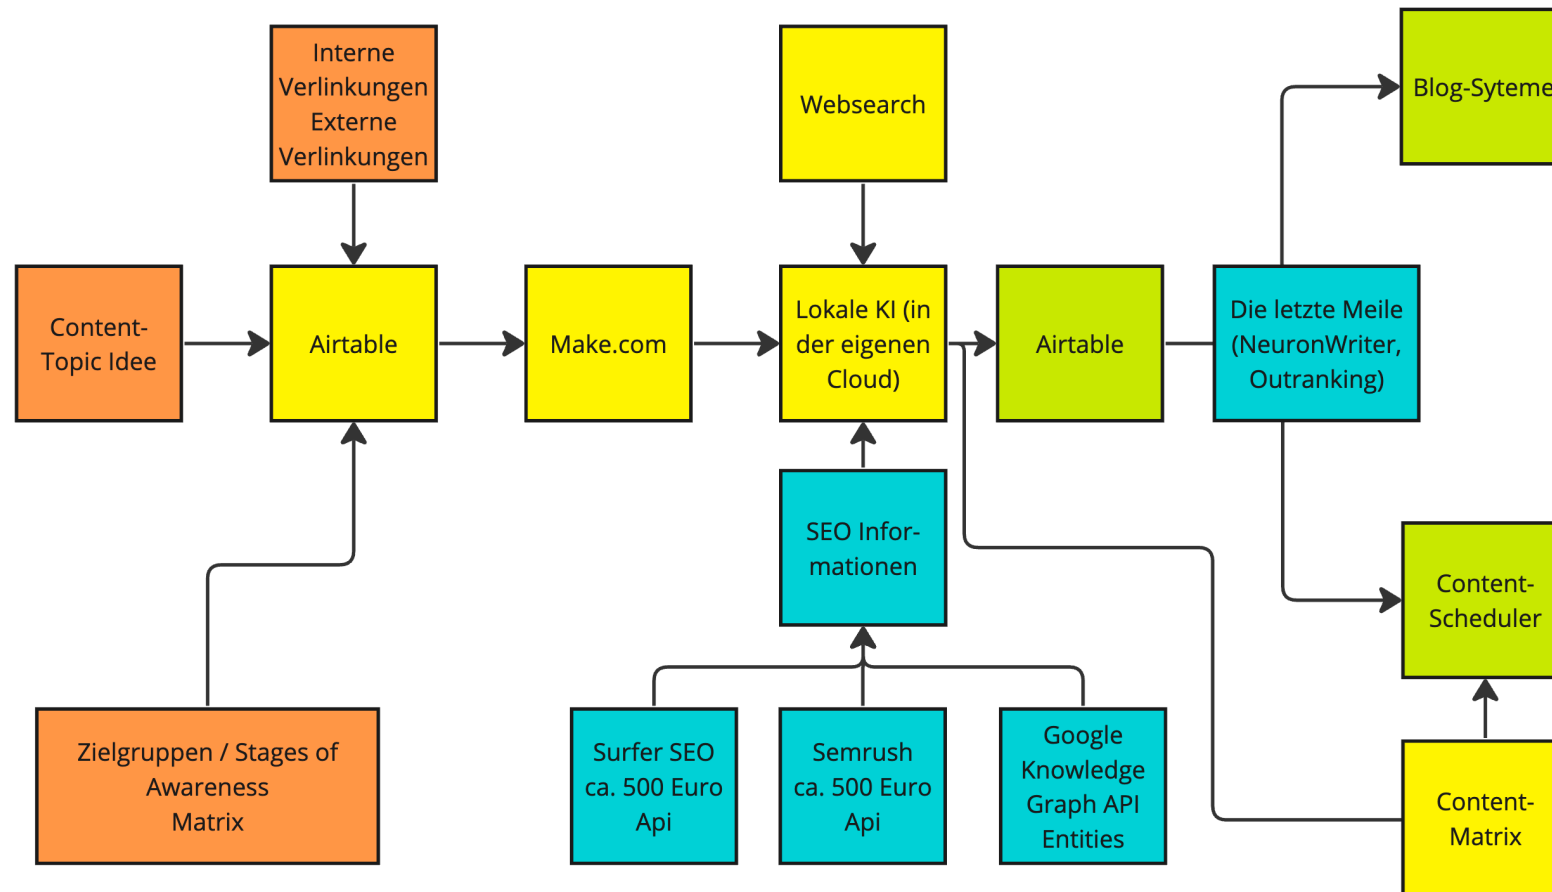 Interne
Verlinkungen
Externe
Verlinkungen
Websearch
Blog-Syteme
Content-
Topic Idee
Airtable
Make.com
Lokale KI (in
der eigenen
Cloud)
Airtable
Die letzte Meile
(NeuronWriter,
Outranking)
SEO Infor-
mationen
Content-
Scheduler
Zielgruppen / Stages of
Awareness
Matrix
Surfer SEO
ca. 500 Euro
Api
Semrush
ca. 500 Euro
Api
Google
Knowledge
Graph API
Entities
Content-
Matrix